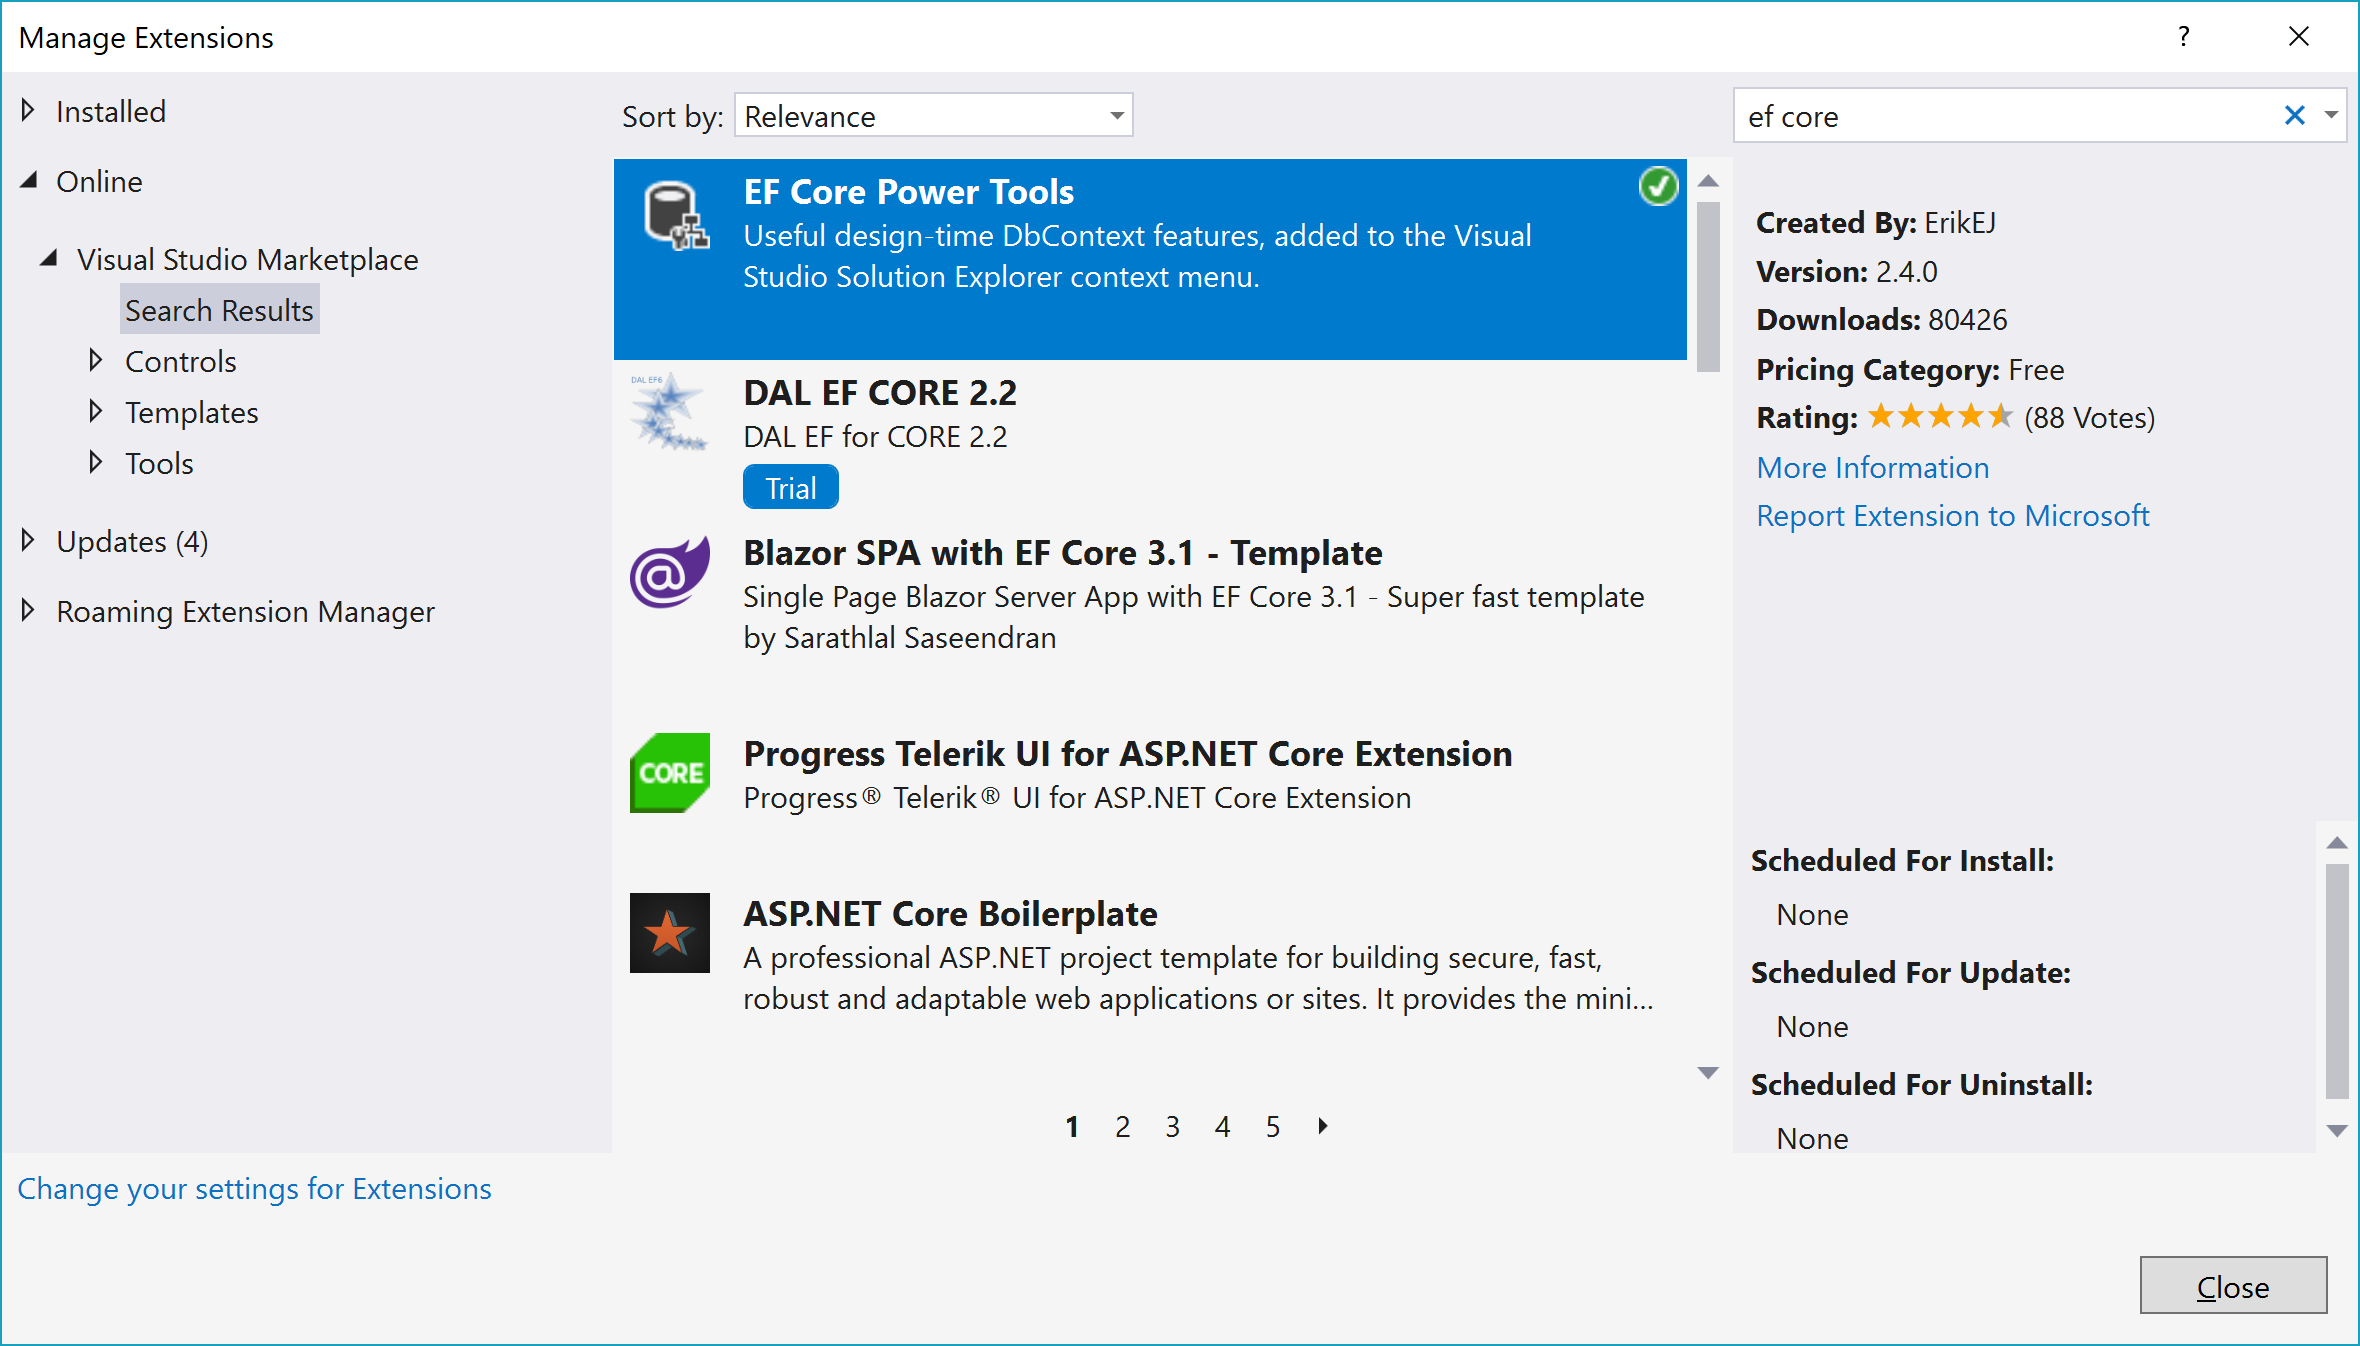 Manage Extensions
?
Installed
Online
Visual Studio Marketplace
Search Results
Controls
Templates
Tools
Updates (4)
Roaming Extension Manager
Change your settings for Extensions
Sort by: Relevance
EF Core Power Tools
Useful design-time DbContext features, added to the Visual
Studio Solution Explorer context menu.
DAL EF6
DAL EF CORE 2.2
DAL EF for CORE 2.2
Trial
@
Blazor SPA with EF Core 3.1 - Template
Single Page Blazor Server App with EF Core 3.1 - Super fast template
by Sarathlal Saseendran
CORE
Progress Telerik UI for ASP.NET Core Extension
Progress® Telerik® UI for ASP.NET Core Extension
ASP.NET Core Boilerplate
A professional ASP.NET project template for building secure, fast,
robust and adaptable web applications or sites. It provides the mini...
1 2 3 4 5
ef core
Created By: ErikEJ
Version: 2.4.0
Downloads: 80426
Pricing Category: Free
Rating: (88 Votes)
More Information
Report Extension to Microsoft
Scheduled For Install:
None
Scheduled For Update:
None
Scheduled For Uninstall:
None
Close